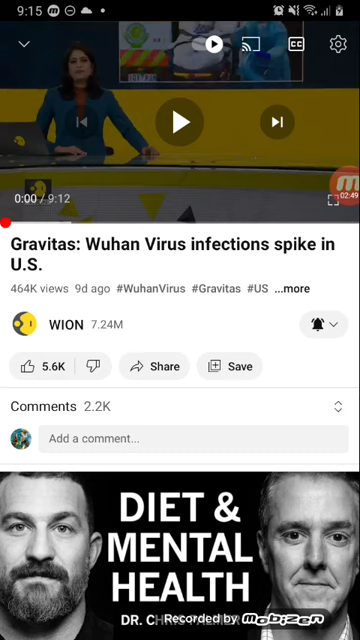 9:15
CC
0:00 / 9:12
02:49
Gravitas: Wuhan Virus infections spike in
U.S.
464K views 9d ago #WuhanVirus #Gravitas #US ...more
WION 7.24M
5.6K
Share
Save
Comments 2.2K
Add a comment...
DIET &
MENTAL
HEALTH
Recorded by Mobizen